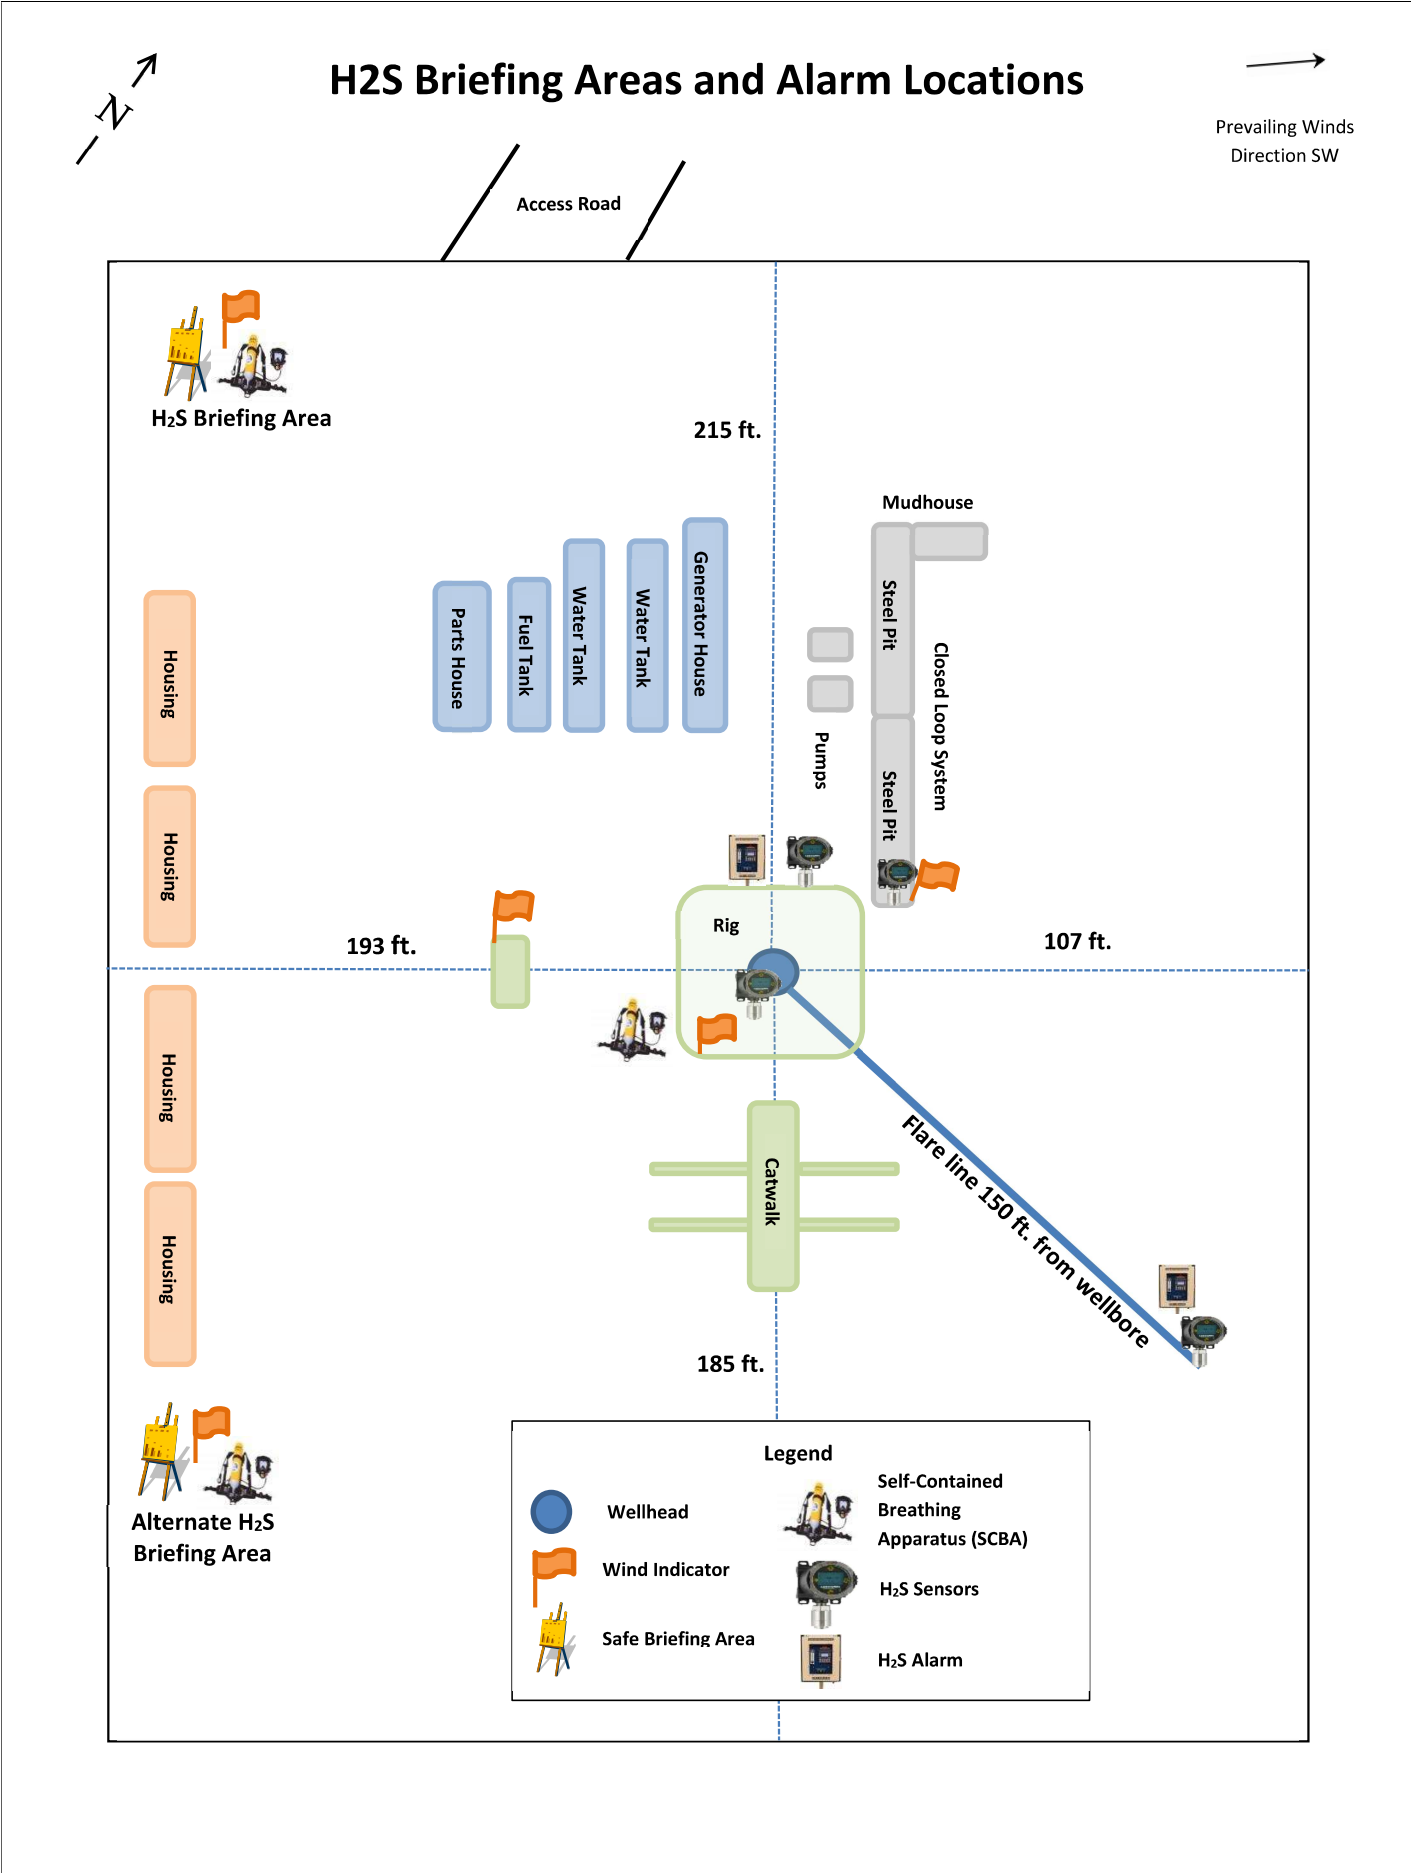 N
H2S Briefing Areas and Alarm Locations
Prevailing Winds
Direction SW
Access Road
H2S Briefing Area
215 ft.
Mudhouse
Parts House
Fuel Tank
Water Tank
Water Tank
Generator House
Steel Pit
Closed Loop System
Pumps
Steel Pit
Housing
Housing
Rig
193 ft.
107 ft.
Housing
Housing
Catwalk
Flare line 150 ft. from wellbore
185 ft.
Alternate H2S
Briefing Area
Legend
Wellhead
Wind Indicator
Safe Briefing Area
Self-Contained
Breathing
Apparatus (SCBA)
H2S Sensors
H2S Alarm